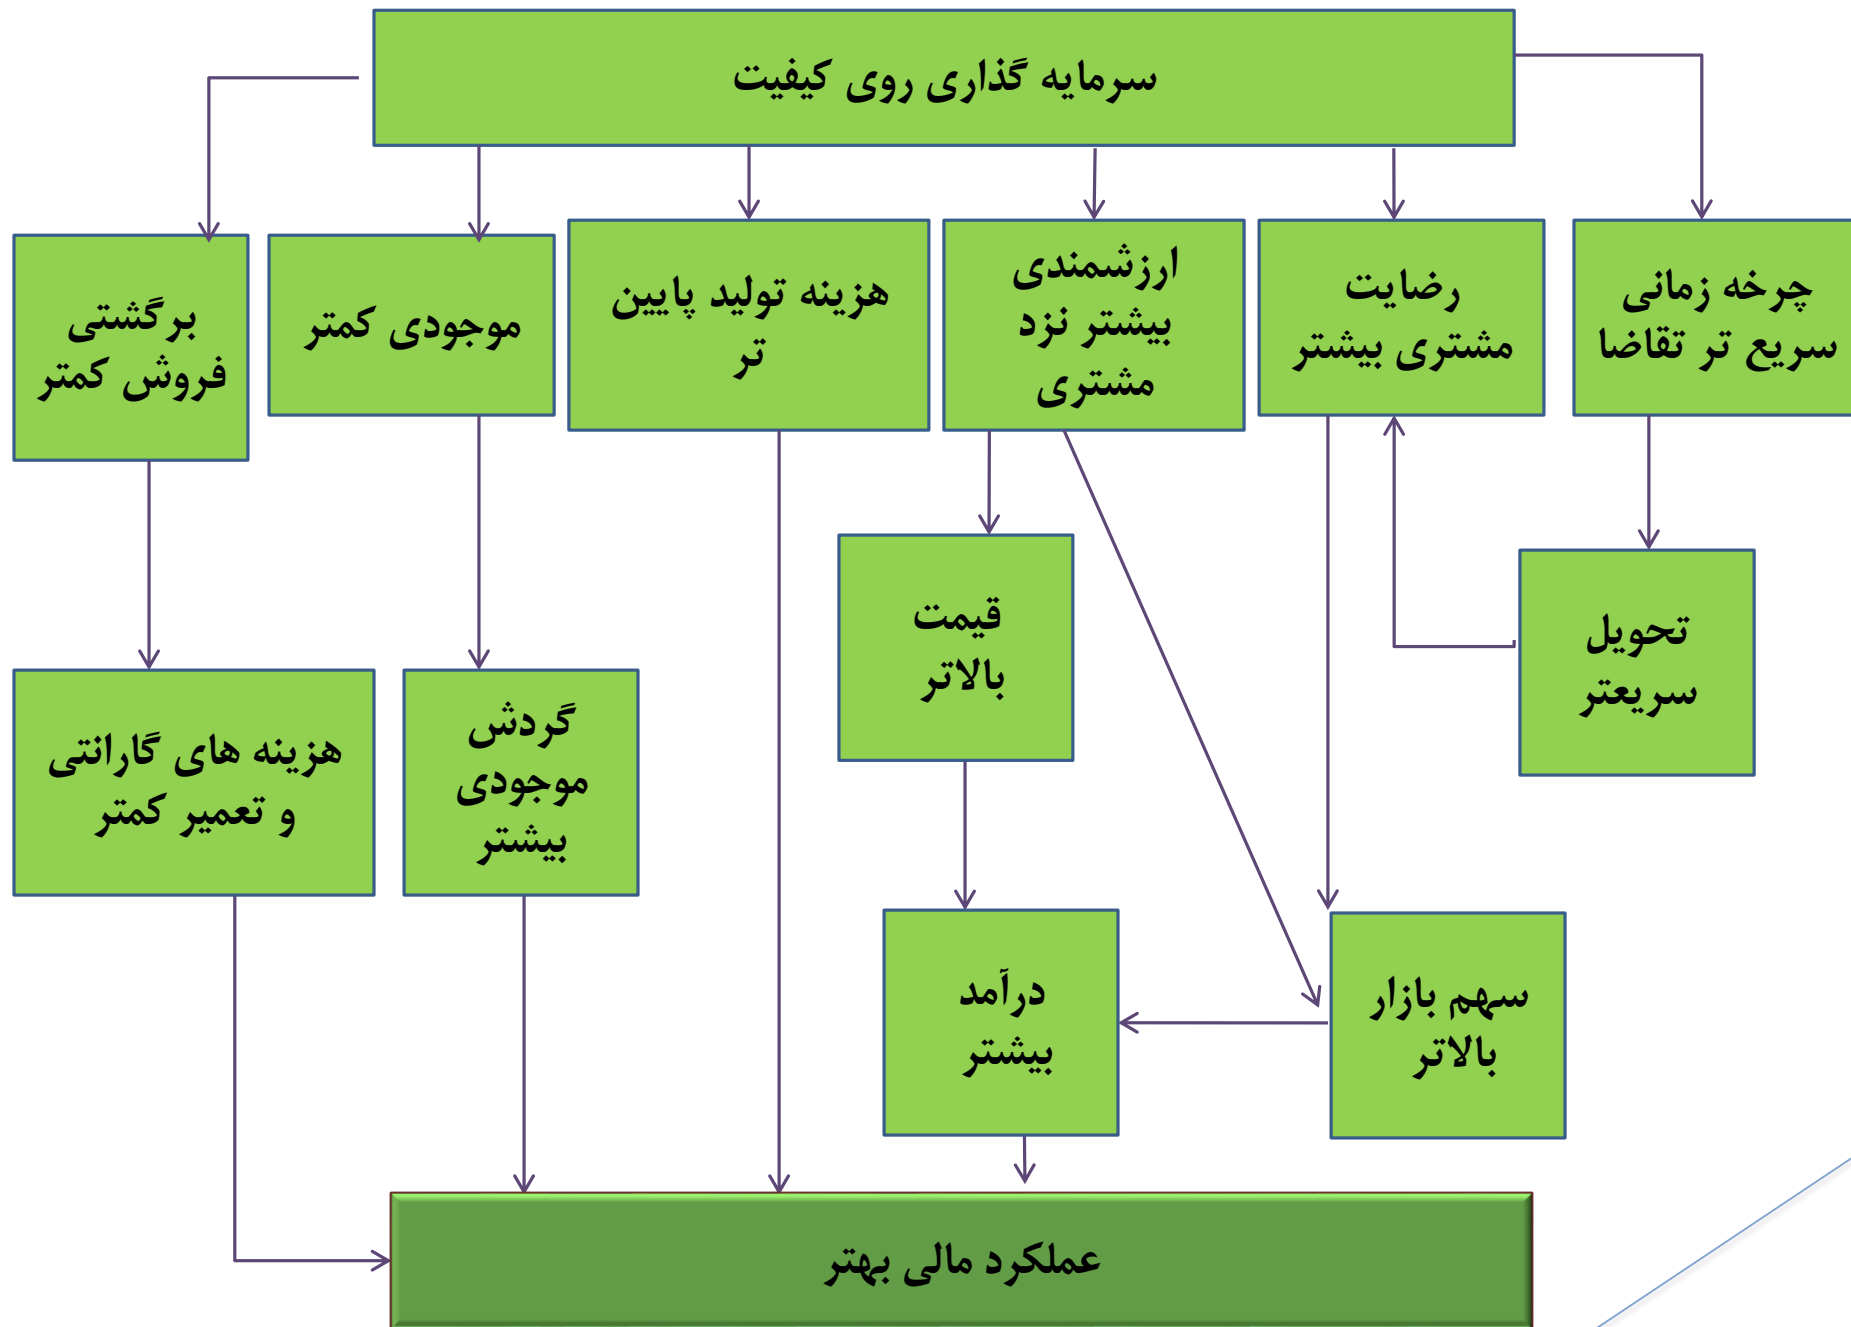 سرمایه گذاری روی کیفیت
چرخه زمانی
سریع تر تقاضا
رضایت
مشتری بیشتر
ارزشمندی
بیشتر نزد
مشتری
هزینه تولید پایین
تر
موجودی کمتر
برگشتی
فروش کمتر
تحویل
سریعتر
قیمت
بالاتر
گردش
موجودی
بیشتر
هزینه های گارانتی
و تعمیر کمتر
سهم بازار
بالاتر
درآمد
بیشتر
عملکرد مالی بهتر